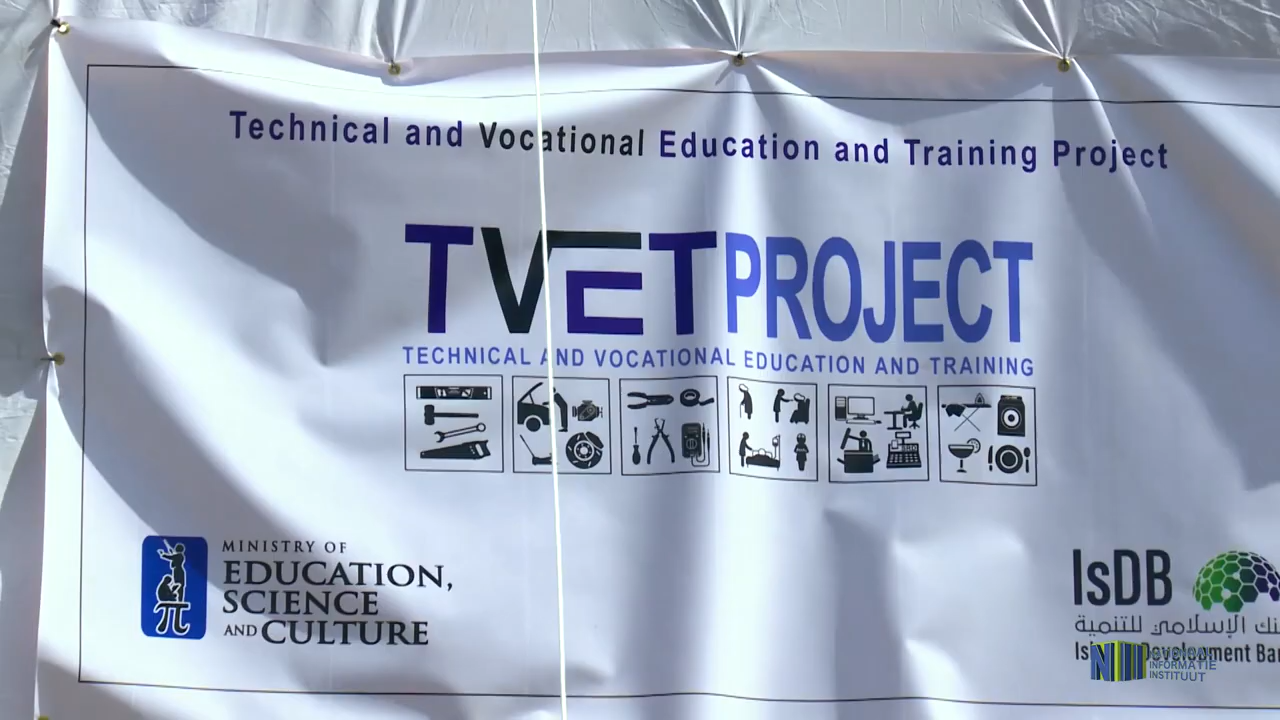 Technical and Vocational Education and Training Project
TVET PROJECT
TECHNICAL AND VOCATIONAL EDUCATION AND TRAINING
MINISTRY OF
EDUCATION,
SCIENCE
AND CULTURE
IsDB
الإسلامي للتنمية
Development
INFORMATIE
INSTITUUT